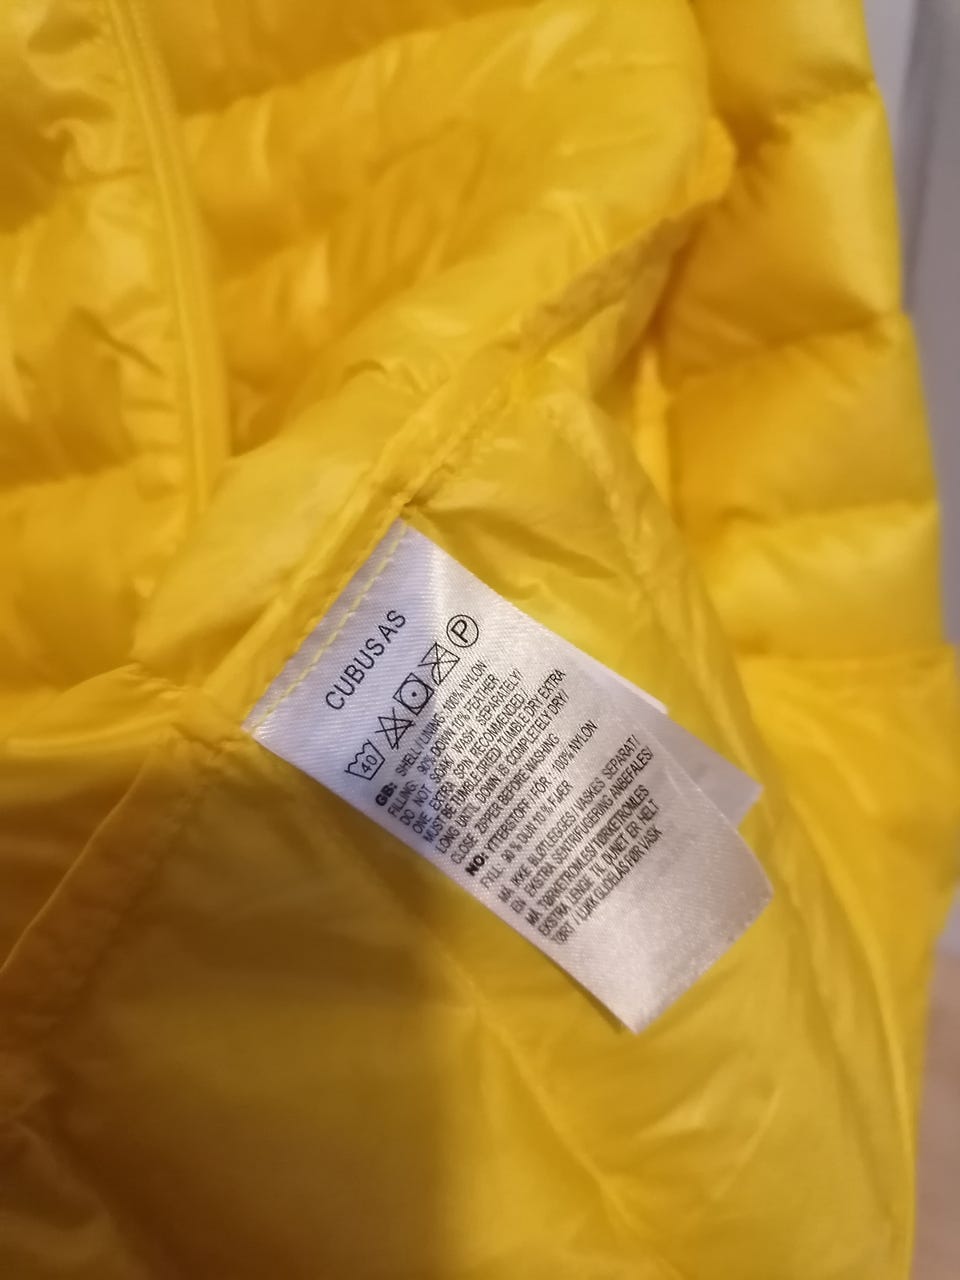 CUBUS AS
40 P
GB: SHELL/ LINING: 100% NYLON
FILLING: 90% DOWN 10% FEATHER
DO NOT SOAK/ WASH SEPARATELY/
ONE EXTRA SPIN RECOMMENDED/
MUST BE TUMBLE DRIED/ TUMBLE DRY EXTRA
LONG UNTIL DOWN IS COMPLETELY DRY/
CLOSE ZIPPER BEFORE WASHING
NO: YTTERSTOFF / FÔR: 100% NYLON
FILL: 90 % DUN 10 % FJÆR
MÅ IKKE BLØTLEGGES/ VASKES SEPARAT/
EN EKSTRA SENTRIFUGERING ANBEFALES/
MÅ TØRKETROMLES/ TØRKETROMLES
EKSTRA LENGE TIL DUNET ER HELT
TØRT / LUKK GLIDELÅS FØR VASK